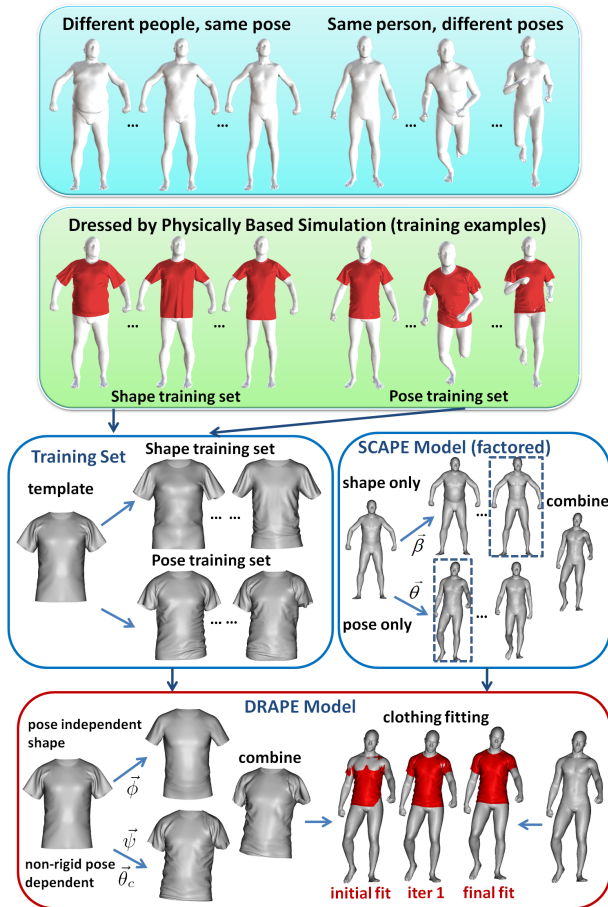 Different people, same pose
Same person, different poses
... ...
... ...
Dressed by Physically Based Simulation (training examples)
... ...
... ...
Shape training set
Pose training set
Training Set
Shape training set
template
... ...
Pose training set
... ...
SCAPE Model (factored)
shape only
combine
...
β⃗
θ⃗
...
pose only
DRAPE Model
pose independent
shape
clothing fitting
combine
ϕ⃗
ψ⃗
non-rigid pose
dependent
θ⃗_c
initial fit
iter 1
final fit